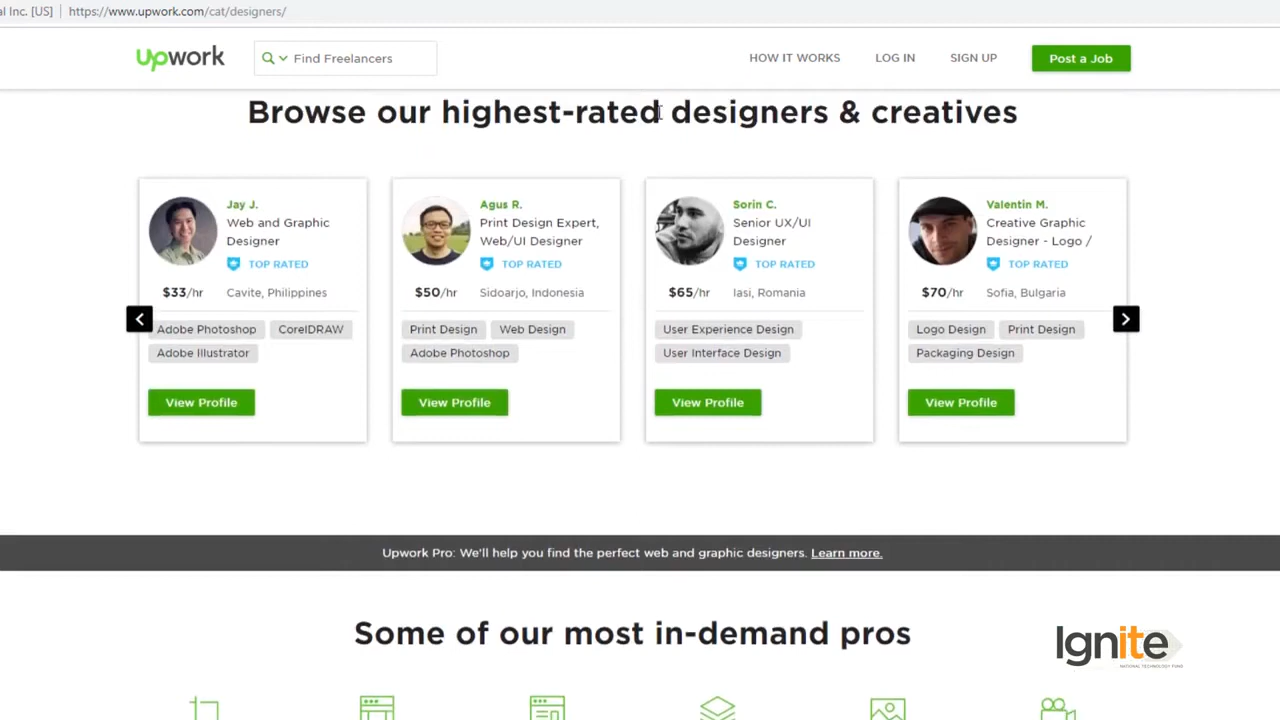 al Inc. [US] | https://www.upwork.com/cat/designers/
upwork
Find Freelancers
HOW IT WORKS
LOG IN
SIGN UP
Post a Job
Browse our highest-rated designers & creatives
Jay J.
Web and Graphic
Designer
TOP RATED
$33/hr
Cavite, Philippines
Adobe Photoshop
CorelDRAW
Adobe Illustrator
View Profile
Agus R.
Print Design Expert,
Web/UI Designer
TOP RATED
$50/hr
Sidoarjo, Indonesia
Print Design
Web Design
Adobe Photoshop
View Profile
Sorin C.
Senior UX/UI
Designer
TOP RATED
$65/hr
Iasi, Romania
User Experience Design
User Interface Design
View Profile
Valentin M.
Creative Graphic
Designer - Logo /
TOP RATED
$70/hr
Sofia, Bulgaria
Logo Design
Print Design
Packaging Design
View Profile
Upwork Pro: We'll help you find the perfect web and graphic designers. Learn more.
Some of our most in-demand pros
Ignite
NATIONAL TECHNOLOGY FUND